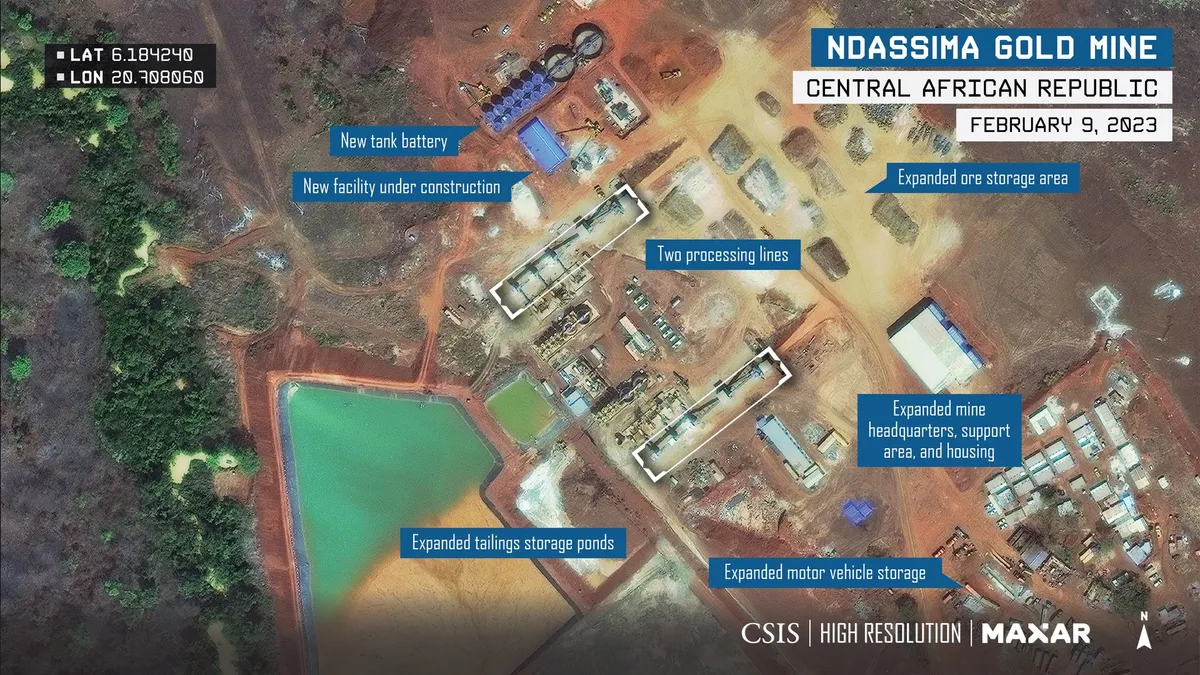 LAT 6.184240
LON 20.708060
NDASSIMA GOLD MINE
CENTRAL AFRICAN REPUBLIC
FEBRUARY 9, 2023
New tank battery
New facility under construction
Expanded ore storage area
Two processing lines
Expanded mine
headquarters, support
area, and housing
Expanded tailings storage ponds
Expanded motor vehicle storage
CSIS | HIGH RESOLUTION | MAXAR
N